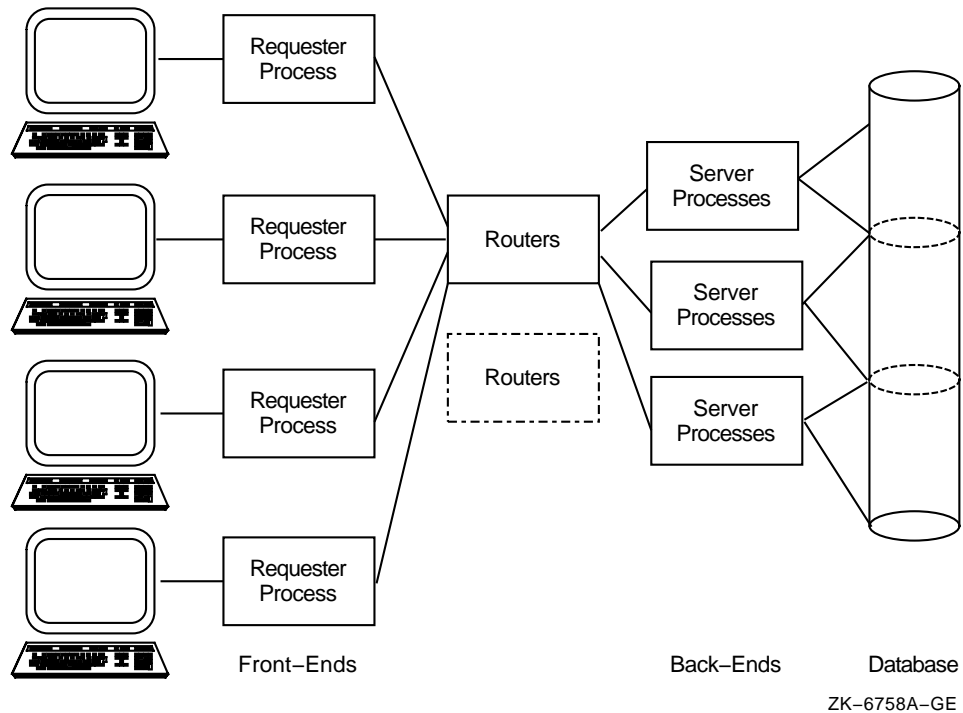 Requester
Process
Requester
Process
Requester
Process
Requester
Process
Routers
Routers
Server
Processes
Server
Processes
Server
Processes
Front−Ends
Back−Ends
Database
ZK−6758A−GE